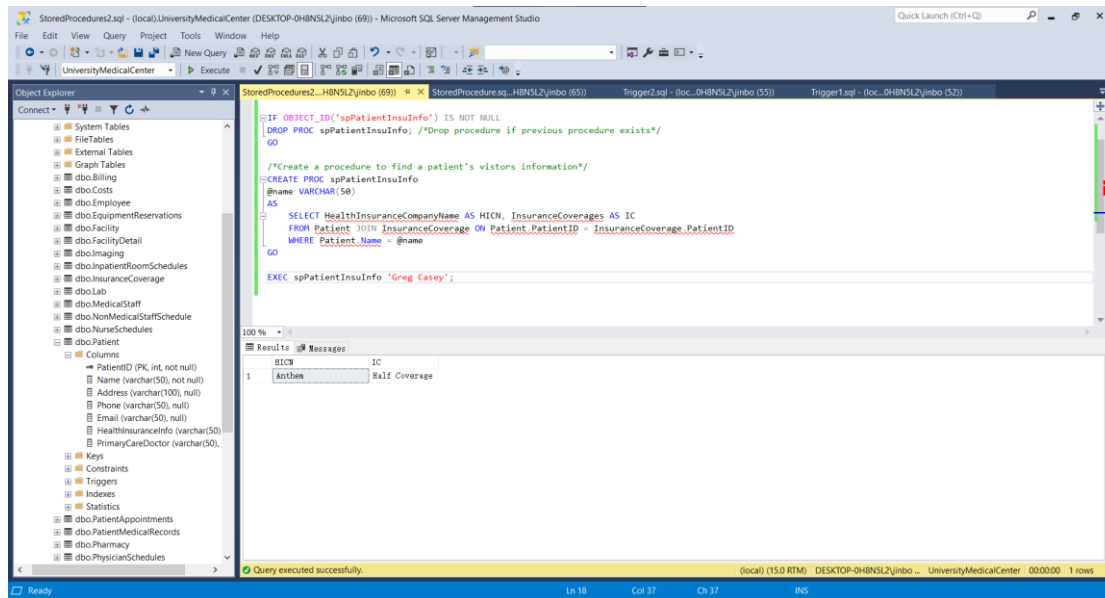 StoredProcedures2.sql - (local).UniversityMedicalCenter (DESKTOP-0H8N5L2\jinbo (69)) - Microsoft SQL Server Management Studio
Quick Launch (Ctrl+Q)
File Edit View Query Project Tools Window Help
New Query
UniversityMedicalCenter Execute
Object Explorer
StoredProcedures2....H8N5L2\jinbo (69)) StoredProcedure.sq...H8N5L2\jinbo (55)) Trigger2.sql - (loc...0H8N5L2\jinbo (55)) Trigger1.sql - (loc...0H8N5L2\jinbo (52))
Connect
System Tables
FileTables
External Tables
Graph Tables
dbo.Billing
dbo.Costs
dbo.Employee
dbo.EquipmentReservations
dbo.Facility
dbo.FacilityDetail
dbo.Imaging
dbo.InpatientRoomSchedules
dbo.InsuranceCoverage
dbo.Lab
dbo.MedicalStaff
dbo.NonMedicalStaffSchedule
dbo.NurseSchedules
dbo.Patient
Columns
PatientID (PK, int, not null)
Name (varchar(50), not null)
Address (varchar(100), null)
Phone (varchar(50), null)
Email (varchar(50), null)
HealthInsuranceInfo (varchar(50)
PrimaryCareDoctor (varchar(50),
Keys
Constraints
Triggers
Indexes
Statistics
dbo.PatientAppointments
dbo.PatientMedicalRecords
dbo.Pharmacy
dbo.PhysicianSchedules
IF OBJECT_ID('spPatientInsuInfo') IS NOT NULL
DROP PROC spPatientInsuInfo; /*Drop procedure if previous procedure exists*/
GO
/*Create a procedure to find a patient's vistors information*/
CREATE PROC spPatientInsuInfo
@name VARCHAR(50)
AS
SELECT HealthInsuranceCompanyName AS HICN, InsuranceCoverages AS IC
FROM Patient JOIN InsuranceCoverage ON Patient.PatientID = InsuranceCoverage.PatientID
WHERE Patient.Name = @name
GO
EXEC spPatientInsuInfo 'Greg Casey';
100 %
Results Messages
HICN IC
1 Anthem Half Coverage
Query executed successfully.
(local) (15.0 RTM) DESKTOP-0H8N5L2\jinbo ... UniversityMedicalCenter 00:00:00 1 rows
Ready Ln 18 Col 37 Ch 37 INS